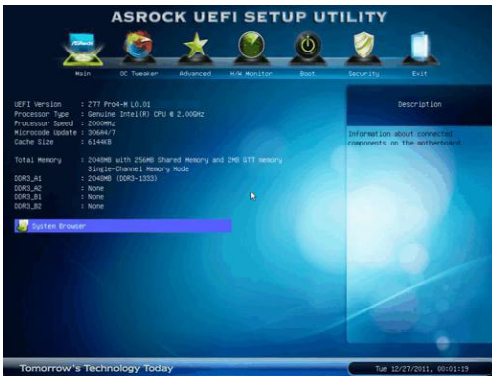 ASROCK UEFI SETUP UTILITY
Main OC Tweaker Advanced H/W Monitor Boot Security Exit
UEFI Version : Z77 Pro4-M L0.01
Processor Type : Genuine Intel(R) CPU @ 2.00GHz
Processor Speed : 2000MHz
Microcode Update : 306A4/7
Cache Size : 6144KB
Total Memory : 2048MB with 256MB Shared Memory and 2MB GTT memory
Single-Channel Memory Mode
DDR3_A1 : 2048MB (DDR3-1333)
DDR3_A2 : None
DDR3_B1 : None
DDR3_B2 : None
System Browser
Description
Information about connected
components on the motherboard.
Tomorrow's Technology Today
Tue 12/27/2011, 00:01:19